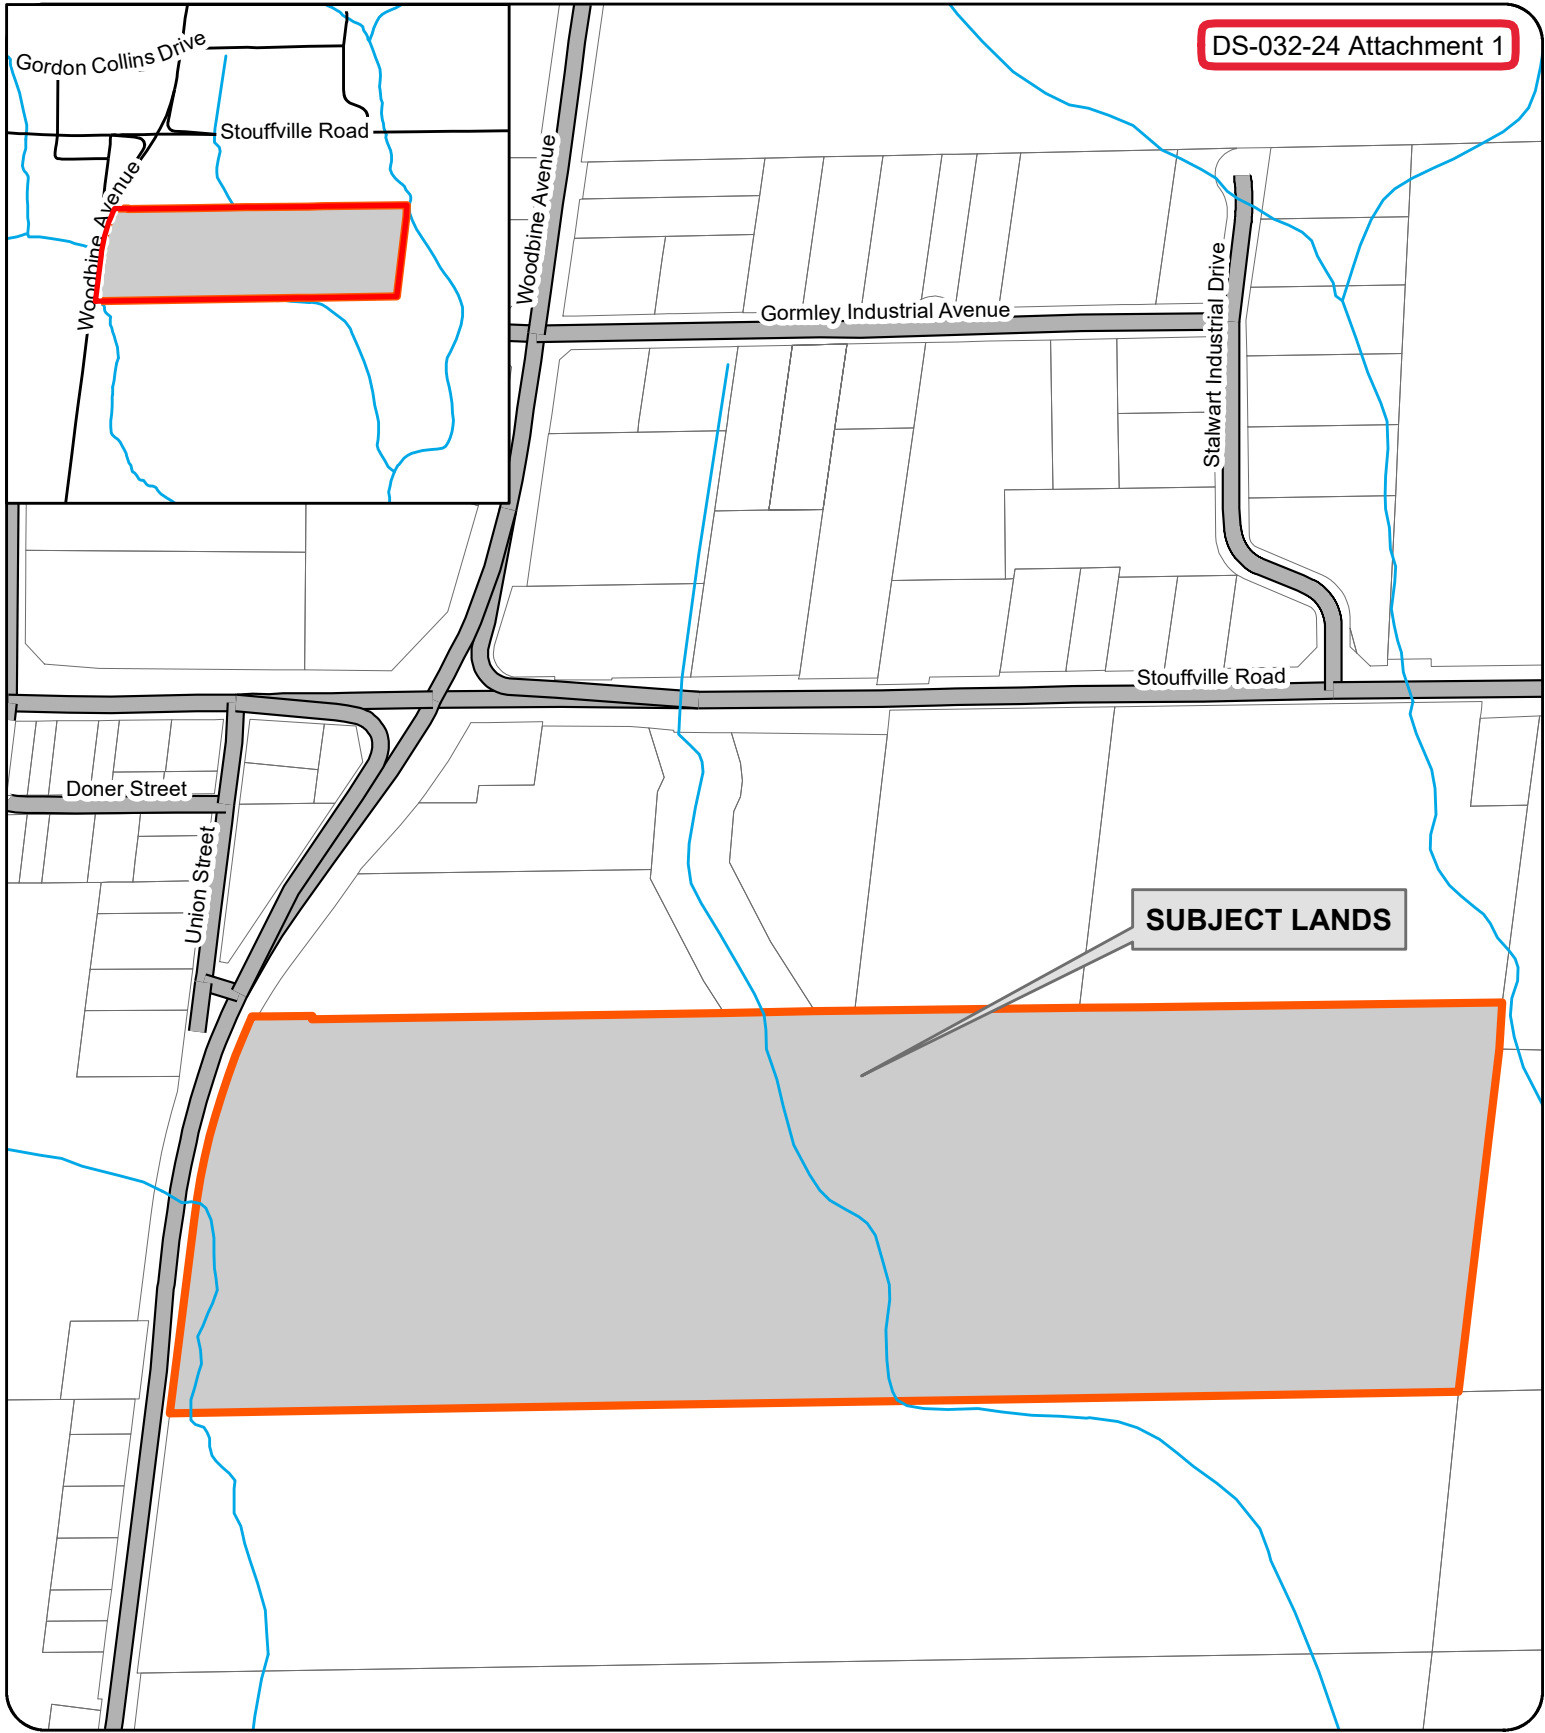 DS-032-24 Attachment 1
Gordon Collins Drive
Stouffville Road
Woodbine Avenue
Woodbine Avenue
Gormley Industrial Avenue
Stalwart Industrial Drive
Stouffville Road
Doner Street
Union Street
SUBJECT LANDS